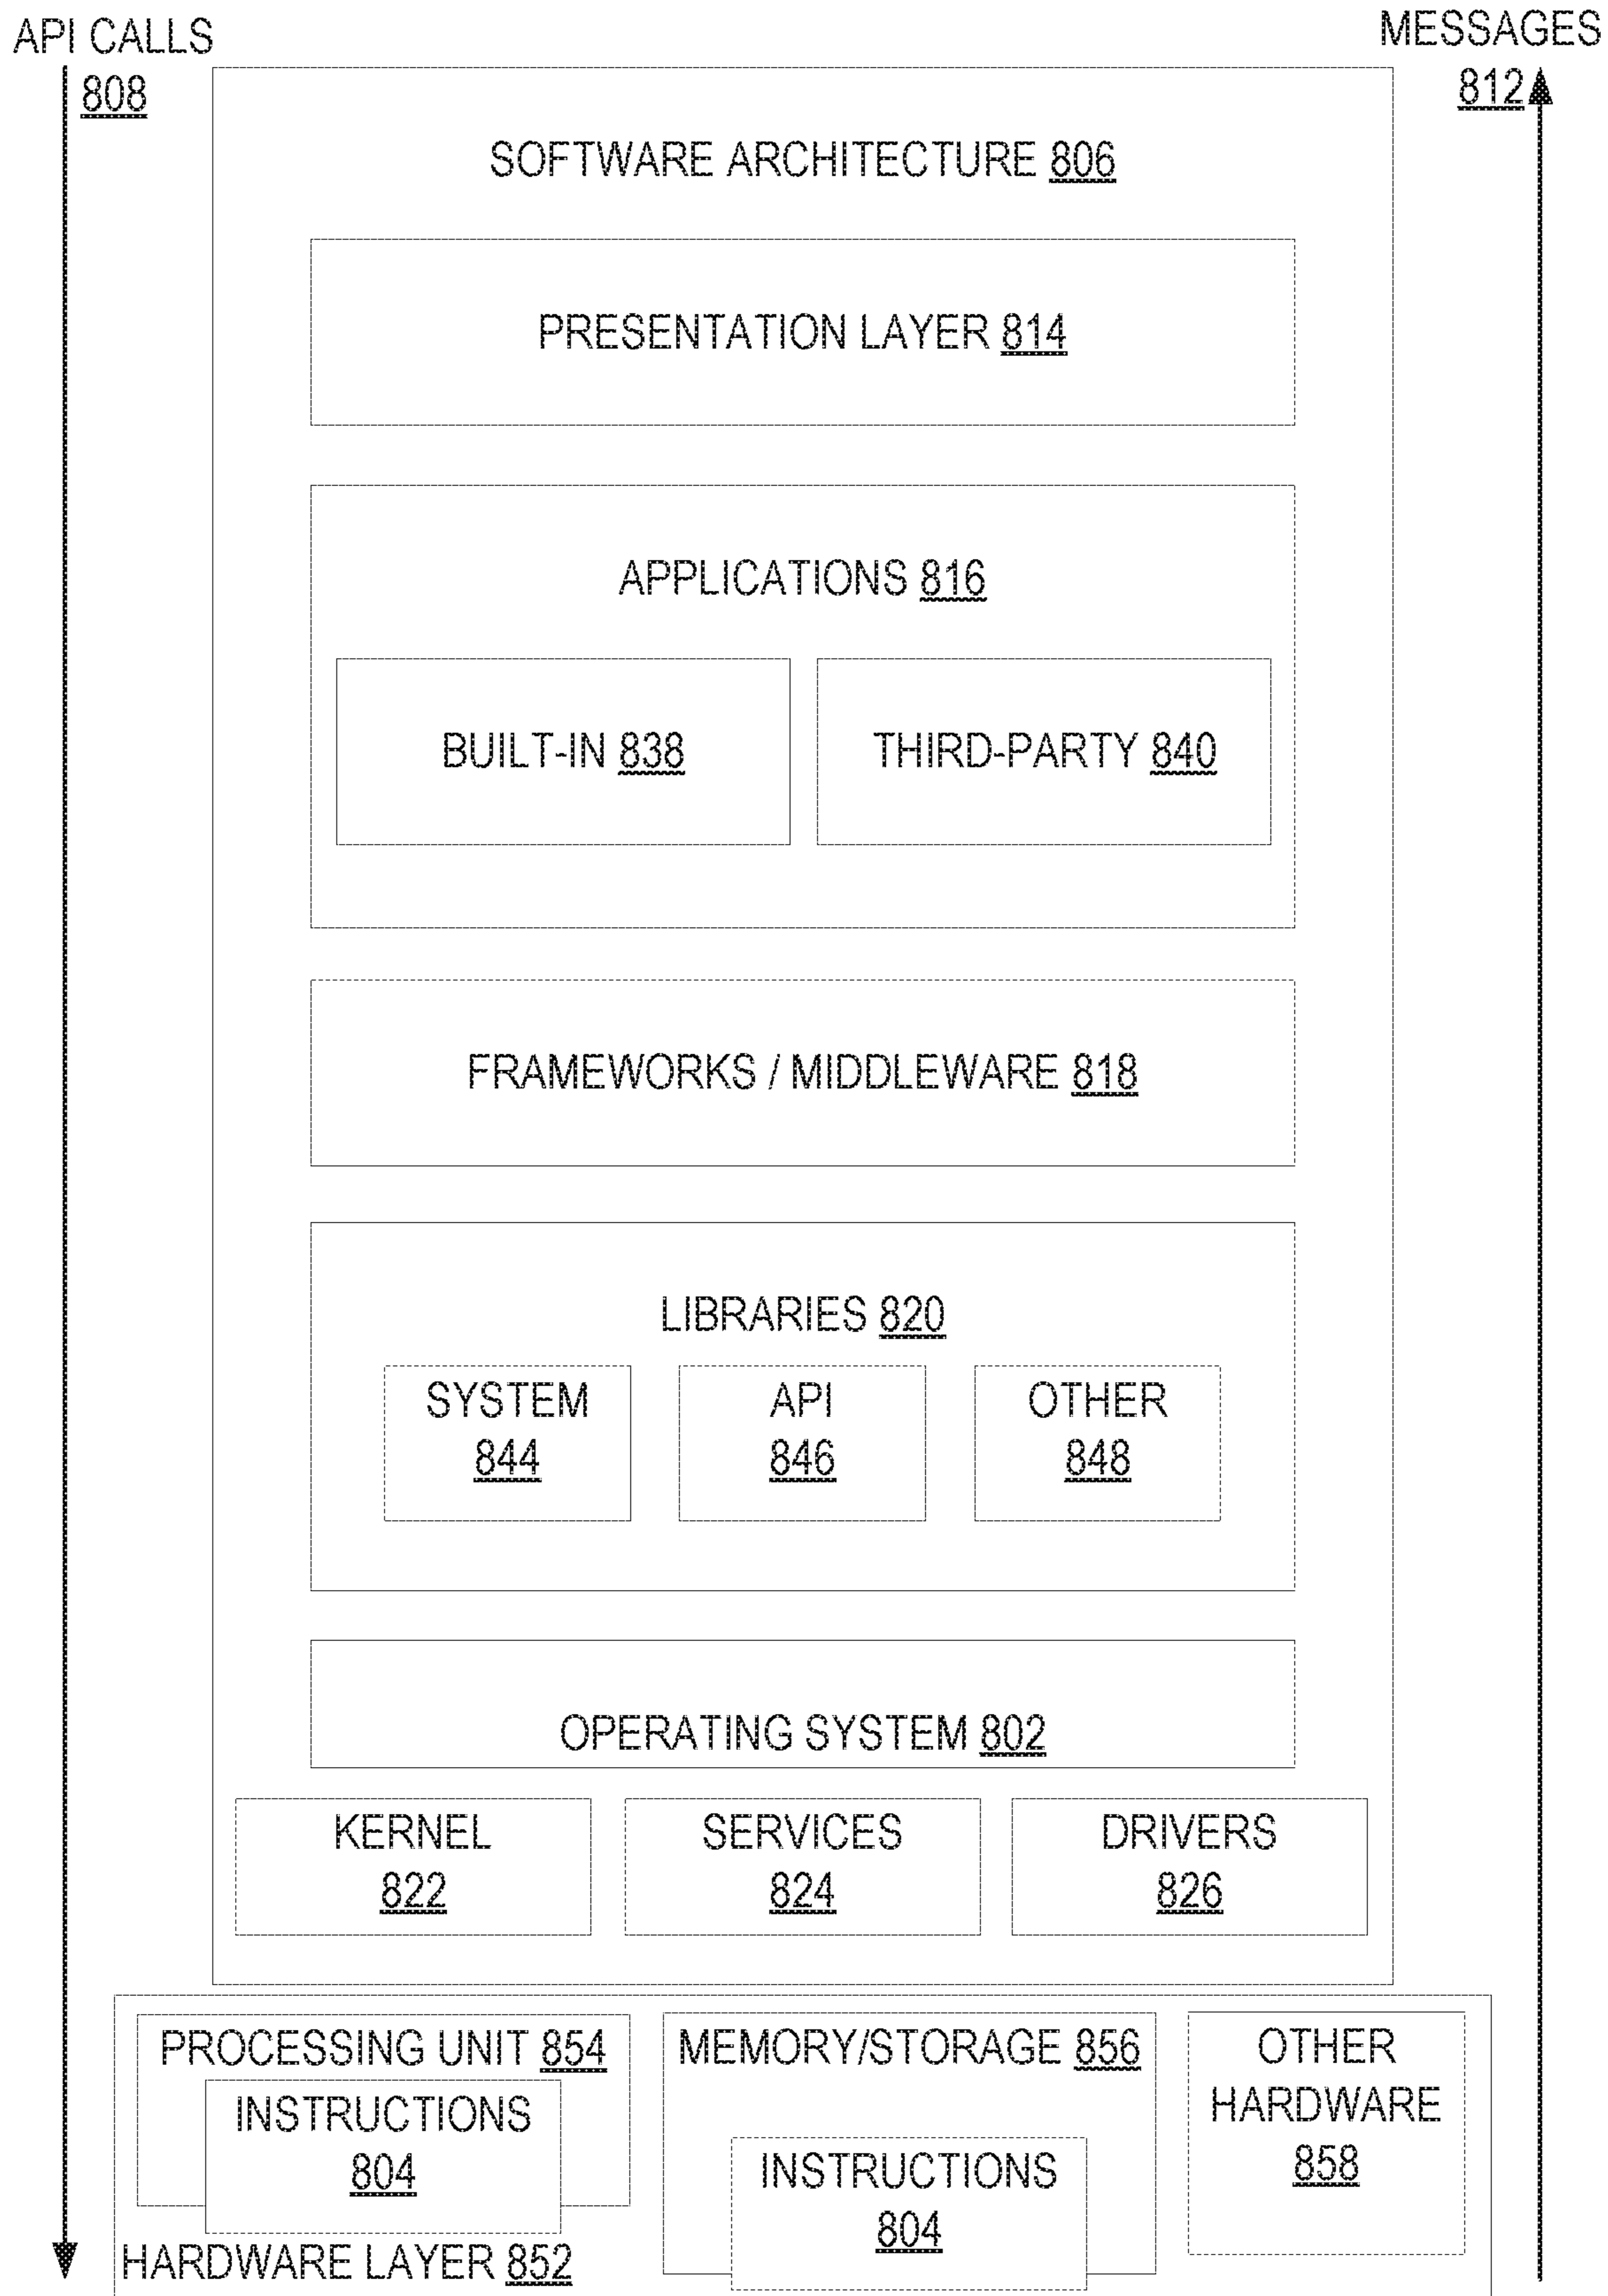 API CALLS
808
MESSAGES
812
SOFTWARE ARCHITECTURE 806
PRESENTATION LAYER 814
APPLICATIONS 816
BUILT-IN 838
THIRD-PARTY 840
FRAMEWORKS / MIDDLEWARE 818
LIBRARIES 820
SYSTEM
844
API
846
OTHER
848
OPERATING SYSTEM 802
KERNEL
822
SERVICES
824
DRIVERS
826
PROCESSING UNIT 854
INSTRUCTIONS
804
MEMORY/STORAGE 856
INSTRUCTIONS
804
OTHER
HARDWARE
858
HARDWARE LAYER 852